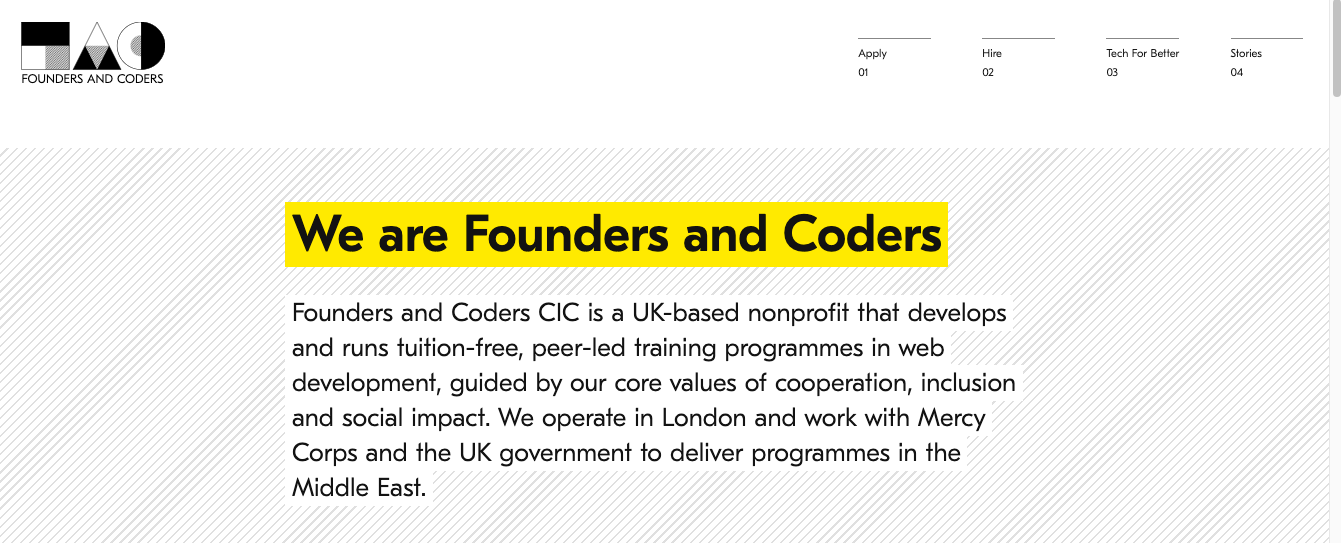 FOUNDERS AND CODERS
Apply
01
Hire
02
Tech For Better
03
Stories
04
We are Founders and Coders
Founders and Coders CIC is a UK-based nonprofit that develops
and runs tuition-free, peer-led training programmes in web
development, guided by our core values of cooperation, inclusion
and social impact. We operate in London and work with Mercy
Corps and the UK government to deliver programmes in the
Middle East.